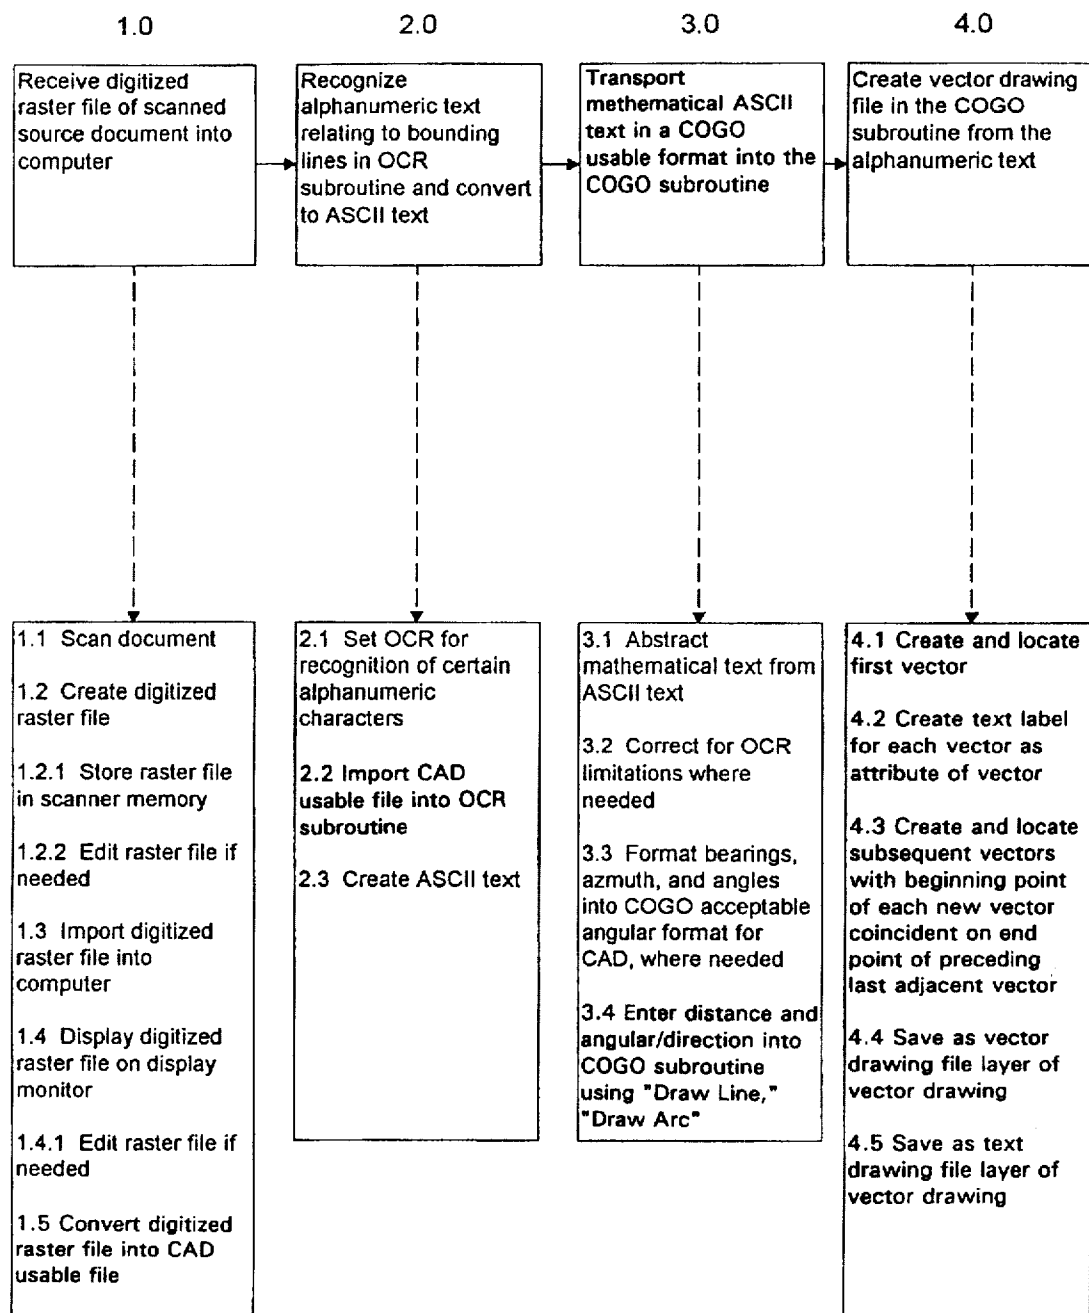 1.0
2.0
3.0
4.0
Receive digitized
raster file of scanned
source document into
computer
Recognize
alphanumeric text
relating to bounding
lines in OCR
subroutine and convert
to ASCII text
Transport
methematical ASCII
text in a COGO
usable format into the
COGO subroutine
Create vector drawing
file in the COGO
subroutine from the
alphanumeric text
1.1 Scan document
1.2 Create digitized
raster file
1.2.1 Store raster file
in scanner memory
1.2.2 Edit raster file if
needed
1.3 Import digitized
raster file into
computer
1.4 Display digitized
raster file on display
monitor
1.4.1 Edit raster file if
needed
1.5 Convert digitized
raster file into CAD
usable file
2.1 Set OCR for
recognition of certain
alphanumeric
characters
2.2 Import CAD
usable file into OCR
subroutine
2.3 Create ASCII text
3.1 Abstract
mathematical text from
ASCII text
3.2 Correct for OCR
limitations where
needed
3.3 Format bearings,
azmuth, and angles
into COGO acceptable
angular format for
CAD, where needed
3.4 Enter distance and
angular/direction into
COGO subroutine
using "Draw Line,"
"Draw Arc"
4.1 Create and locate
first vector
4.2 Create text label
for each vector as
attribute of vector
4.3 Create and locate
subsequent vectors
with beginning point
of each new vector
coincident on end
point of preceding
last adjacent vector
4.4 Save as vector
drawing file layer of
vector drawing
4.5 Save as text
drawing file layer of
vector drawing